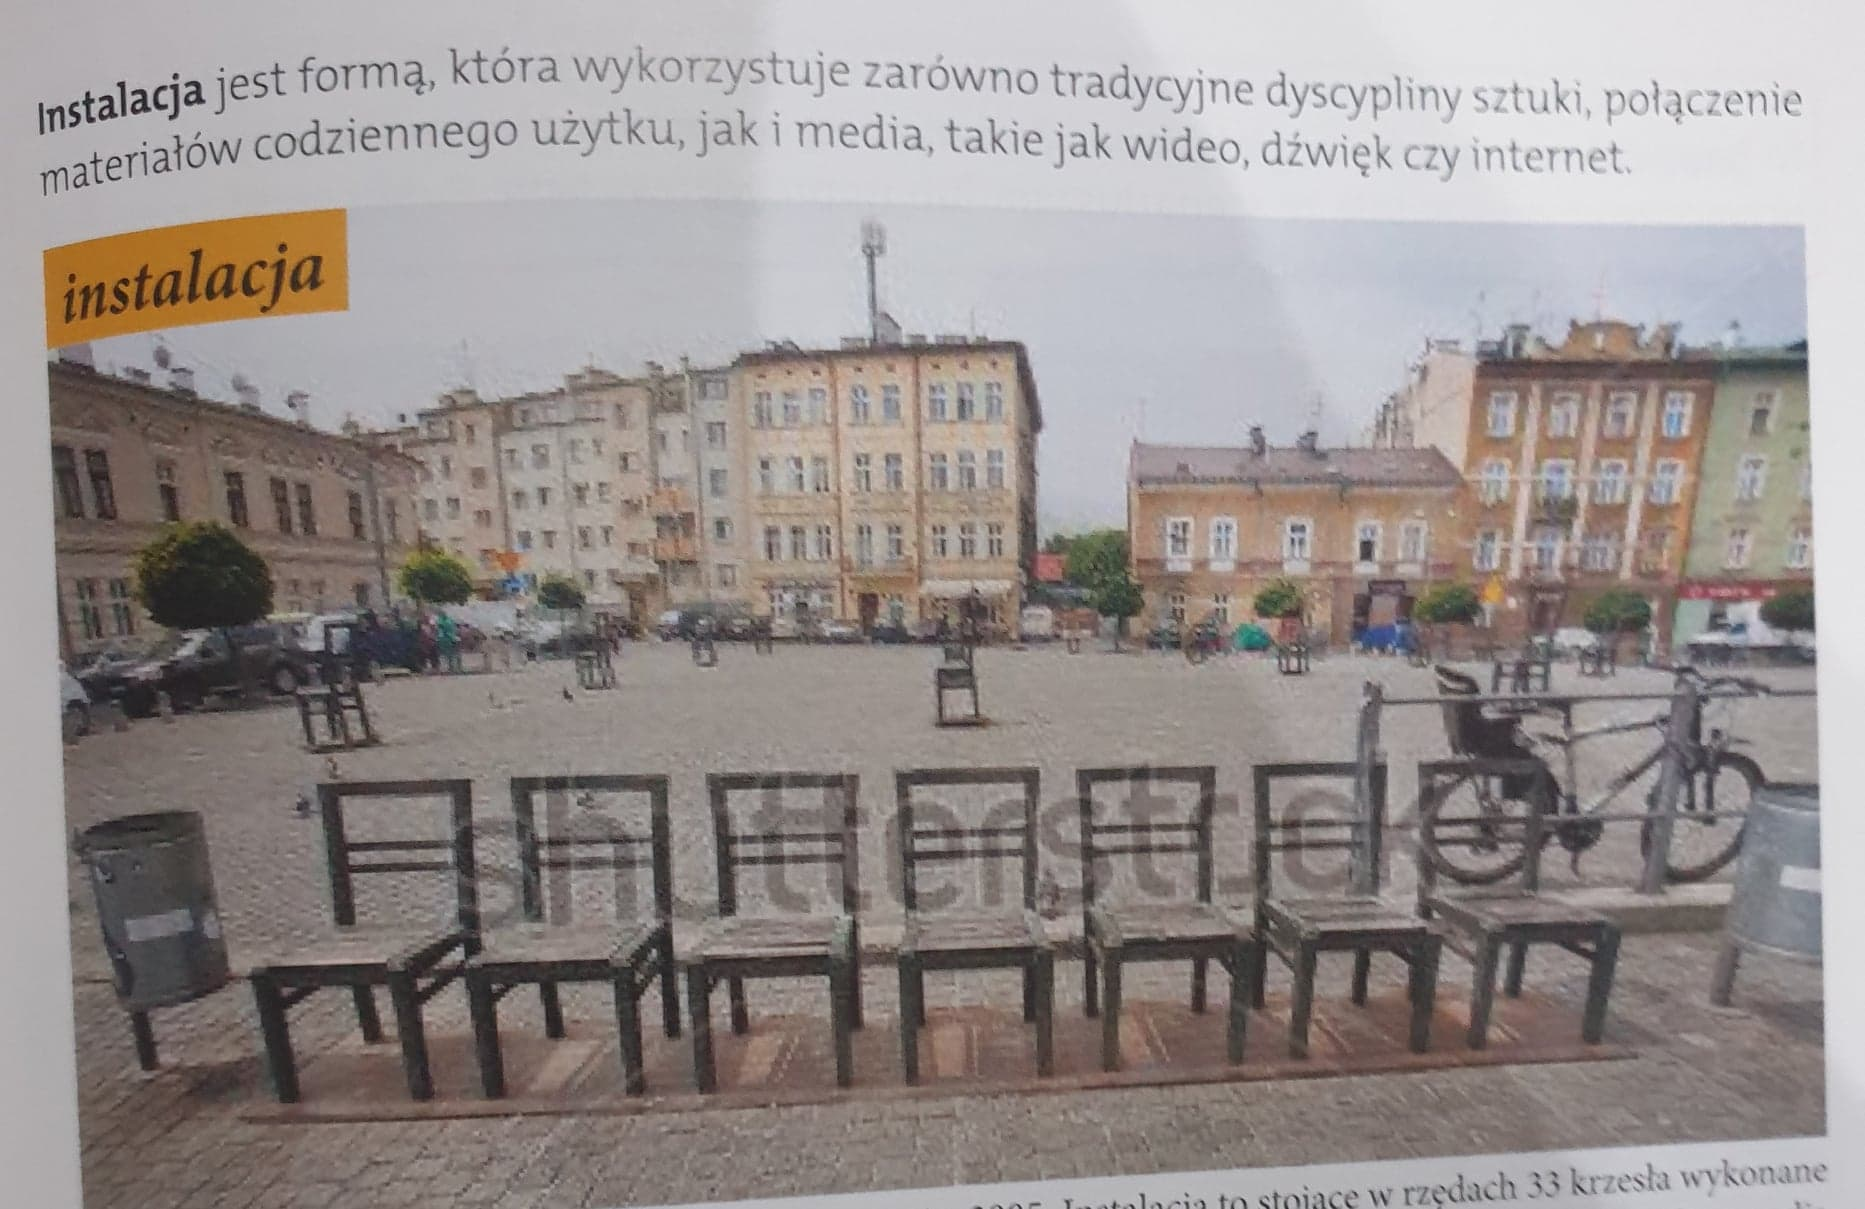 Instalacja jest formą, która wykorzystuje zarówno tradycyjne dyscypliny sztuki, połączenie
materiałów codziennego użytku, jak i media, takie jak wideo, dźwięk czy internet.
instalacja
shutterstock
Instalacja to stojące w rzędach 33 krzesła wykonane